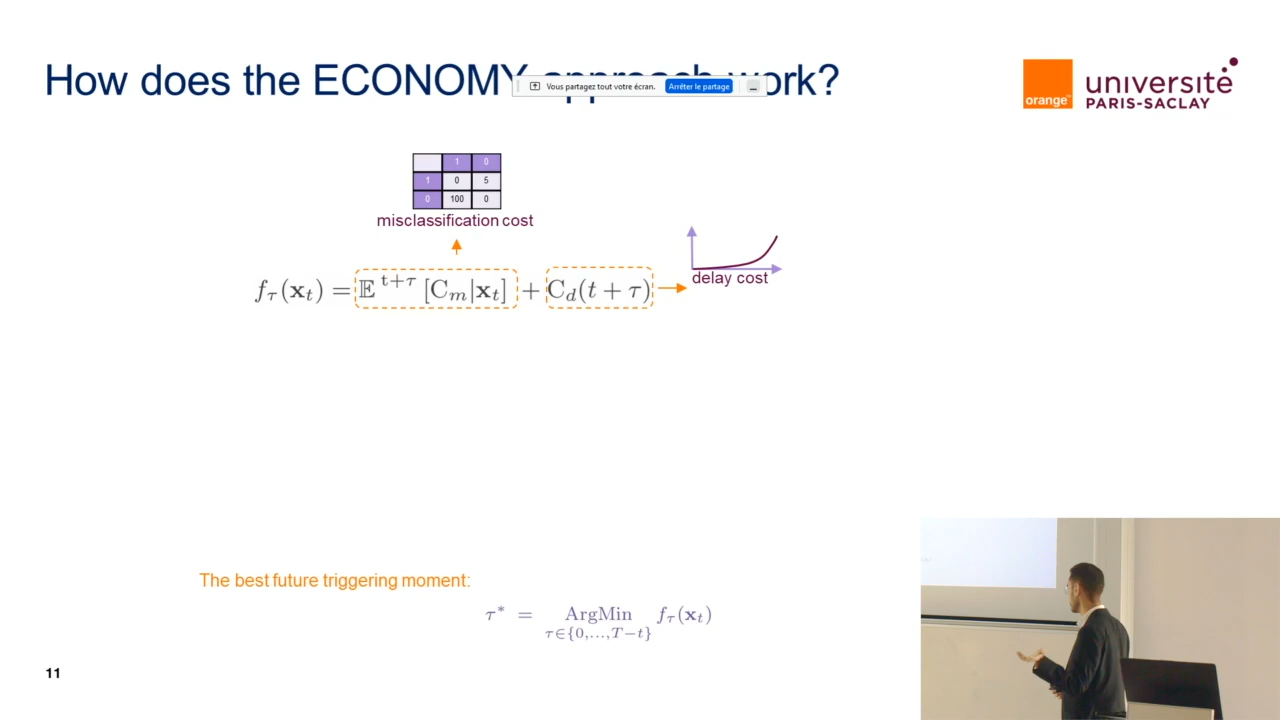 How does the ECONOMY approach work?
Vous partagez tout votre écran. Arrêter le partage
orange™
université
PARIS-SACLAY
1 0
1 0 5
0 100 0
misclassification cost
delay cost
f_τ(x_t) = 𝔼^{t+τ} [C_m|x_t] + C_d(t + τ)
The best future triggering moment:
τ* = ArgMin f_τ(x_t)
τ∈{0,...,T−t}
11